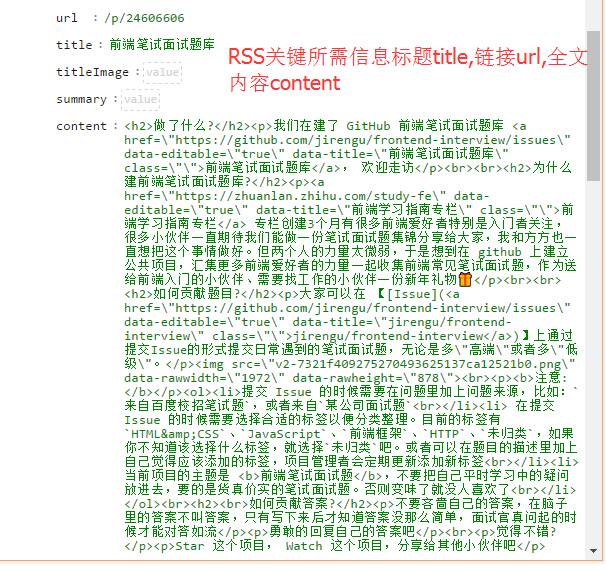 url : /p/24606606
title : 前端笔试面试题库
RSS关键所需信息标题title,链接url,全文
titleImage : value
内容content
summary : value
content : <h2>做了什么?</h2><p>我们在建了 GitHub 前端笔试面试题库 <a
href=\"https://github.com/jirengu/frontend-interview/issues\"
data-editable=\"true\" data-title=\"前端笔试面试题库\"
class=\"\">前端笔试面试题库</a>, 欢迎走访</p><br><br><h2>为什么
建前端笔试面试题库?</h2><p><a
href=\"https://zhuanlan.zhihu.com/study-fe\" data-
editable=\"true\" data-title=\"前端学习指南专栏\" class=\"\">前
端学习指南专栏</a> 专栏创建3个月有很多前端爱好者特别是入门者关注,
很多小伙伴一直期待我们能做一份笔试面试题集锦分享给大家, 我和方方也一
直想把这个事情做好。但两个人的力量太微弱, 于是想到在 github 上建立
公共项目, 汇集更多前端爱好者的力量一起收集前端常见笔试面试题, 作为送
给前端入门的小伙伴、需要找工作的小伙伴一份新年礼物🎁</p><br><br>
<h2>如何贡献题目?</h2><p>大家可以在 【[Issue](<a
href=\"https://github.com/jirengu/frontend-interview/issues\"
data-editable=\"true\" data-title=\"jirengu/frontend-
interview\" class=\"\">jirengu/frontend-interview</a>)】上通过
提交Issue的形式提交日常遇到的笔试面试题, 无论是多\"高端\"或者多\"低
级\"。</p><img src=\"v2-7321f409275270493625137ca12521b0.png\"
data-rawwidth=\"1972\" data-rawheight=\"878\"><br><p><b>注意:
</b></p><ol><li>提交 Issue 的时候需要在问题里加上问题来源, 比如:`
来自百度校招笔试题`, 或者来自`某公司面试题`<br></li><li> 在提交
Issue 的时候需要选择合适的标签以便分类整理。目前的标签有
`HTML&amp;CSS`、`JavaScript`、`前端框架`、`HTTP`、`未归类`, 如果
你不知道该选择什么标签, 就选择`未归类`吧。或者可以在题目的描述里加上
自己觉得应该添加的标签, 项目管理者会定期更新添加新标签<br></li><li>
当前项目的主题是 <b>前端笔试面试题</b>, 不要把自己平时学习中的疑问
放进去, 要的是货真价实的笔试面试题。否则变味了就没人喜欢了<br></li>
</ol><br><h2><br>如何贡献答案?</h2><p>不要吝啬自己的答案, 在脑子
里的答案不叫答案, 只有写下来后才知道答案没那么简单, 面试官真问起的时
候才能对答如流</p><p>勇敢的回复自己的答案吧</p><br><p>觉得不错?
</p><p>Star 这个项目, Watch 这个项目, 分享给其他小伙伴吧</p>